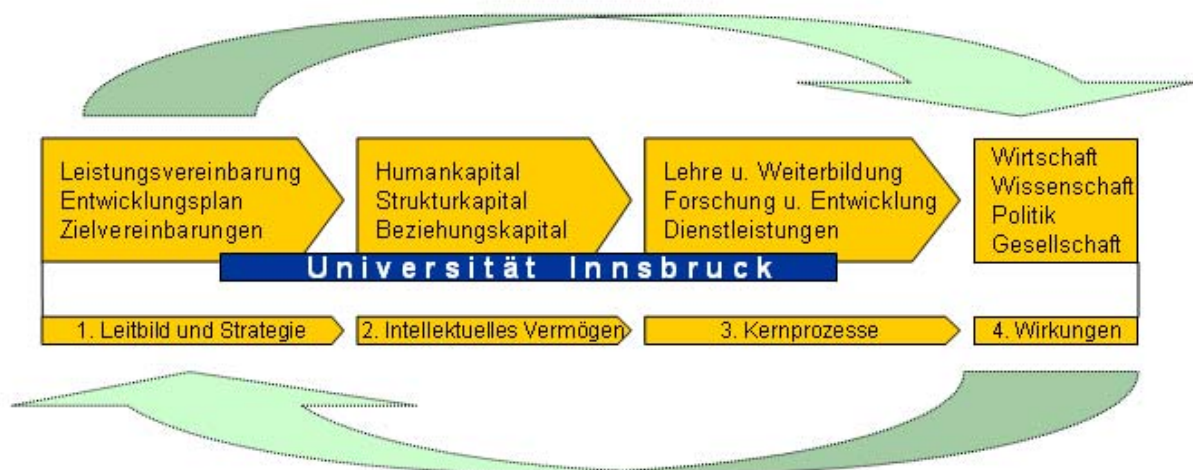 Leistungsvereinbarung
Entwicklungsplan
Zielvereinbarungen
Humankapital
Strukturkapital
Beziehungskapital
Lehre u. Weiterbildung
Forschung u. Entwicklung
Dienstleistungen
Wirtschaft
Wissenschaft
Politik
Gesellschaft
Universität Innsbruck
1. Leitbild und Strategie
2. Intellektuelles Vermögen
3. Kernprozesse
4. Wirkungen